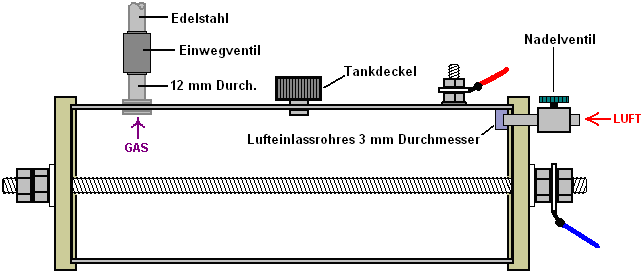 Edelstahl
Einwegventil
12 mm Durch.
GAS
Tankdeckel
Lufteinlassrohres 3 mm Durchmesser
Nadelventil
LUFT